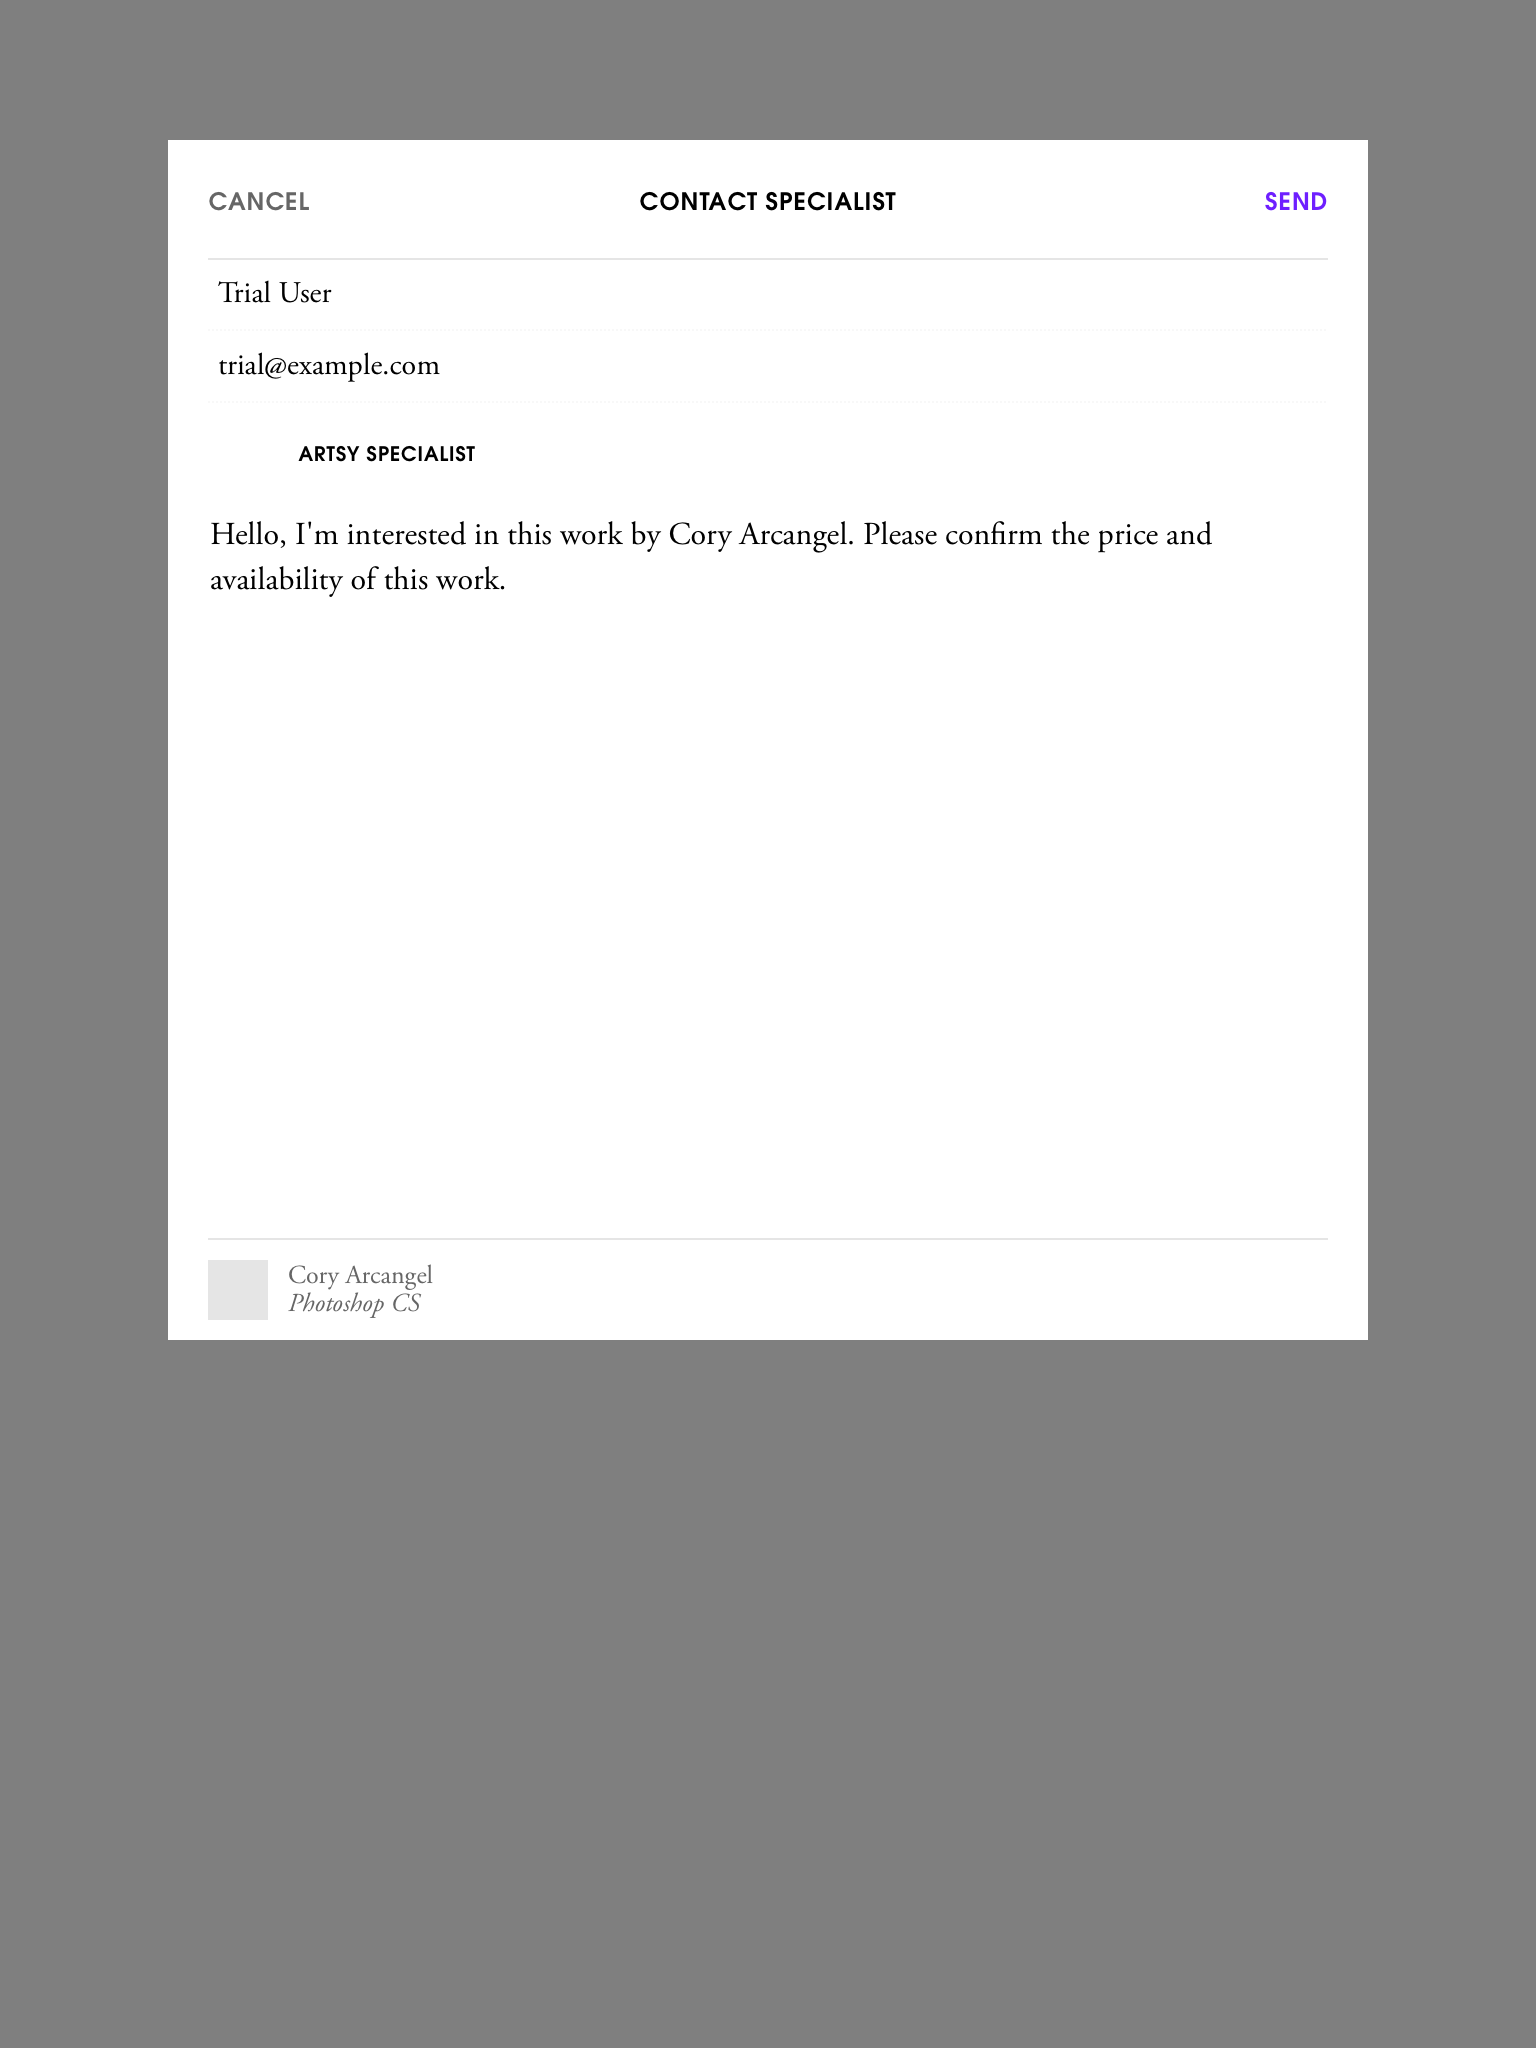 CANCEL CONTACT SPECIALIST SEND
Trial User
trial@example.com
ARTSY SPECIALIST
Hello, I'm interested in this work by Cory Arcangel. Please confirm the price and
availability of this work.
Cory Arcangel
Photoshop CS